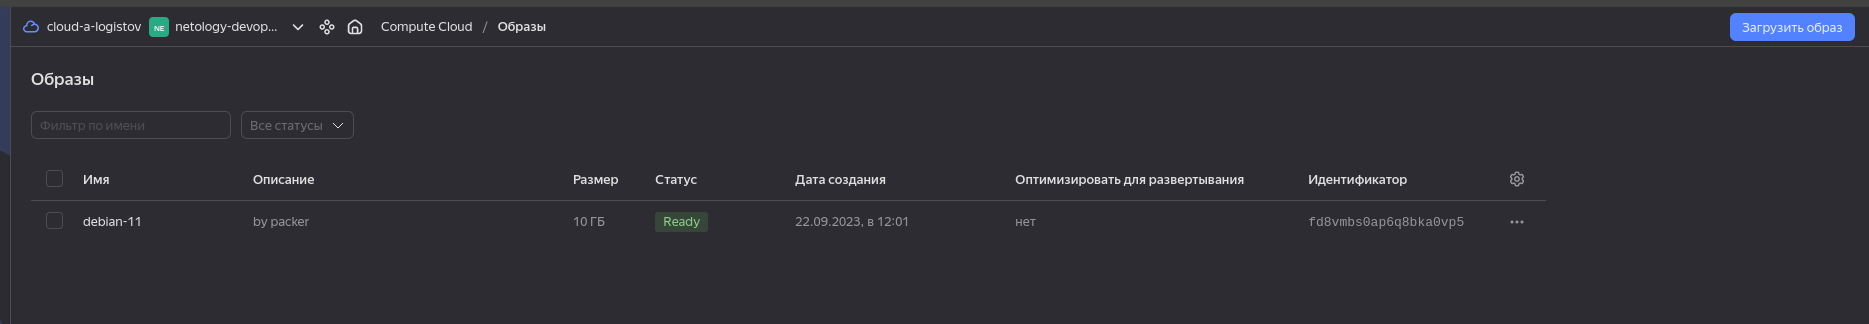 cloud-a-logistov NE netology-devop... Compute Cloud / Образы Загрузить образ
Образы
Фильтр по имени Все статусы
Имя Описание Размер Статус Дата создания Оптимизировать для развертывания Идентификатор
debian-11 by packer 10 ГБ Ready 22.09.2023, в 12:01 нет fd8vmbs0ap6q8bka0vp5